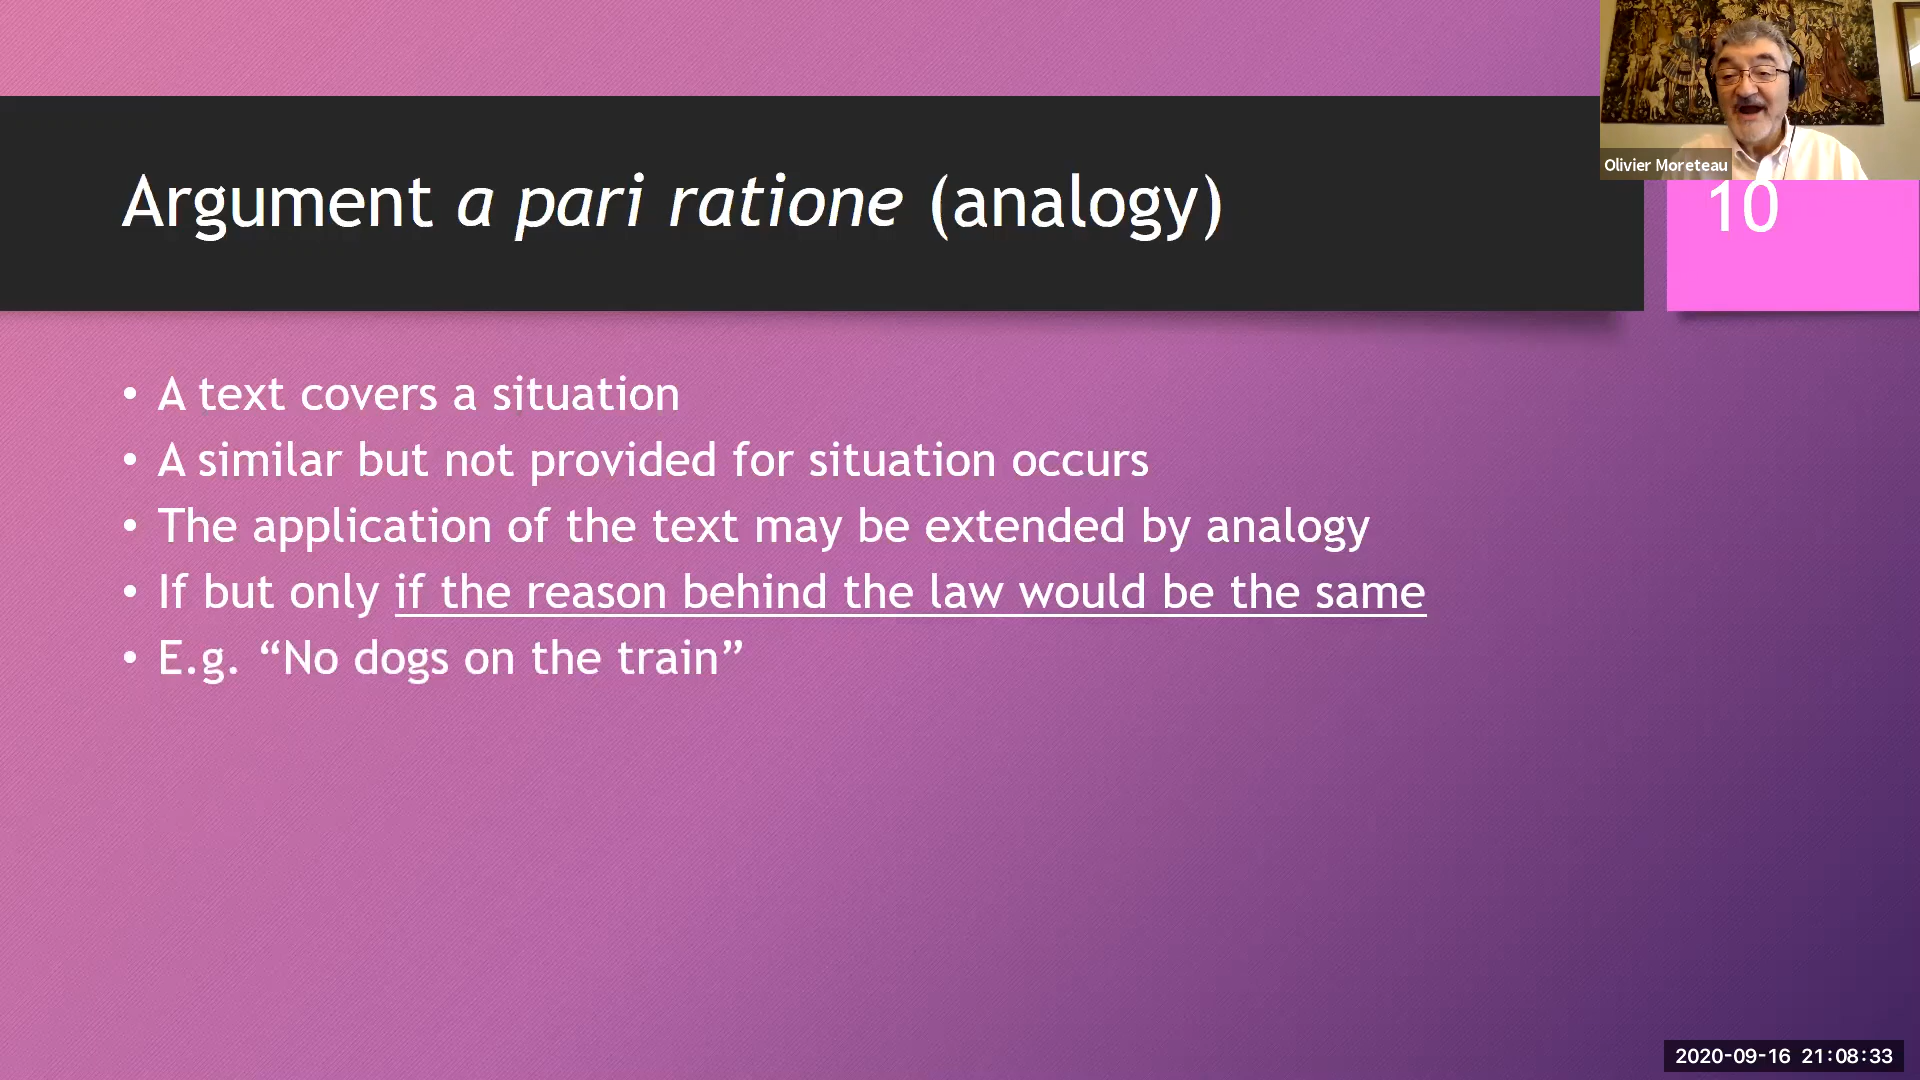 Olivier Moreteau
Argument a pari ratione (analogy)
10
• A text covers a situation
• A similar but not provided for situation occurs
• The application of the text may be extended by analogy
• If but only if the reason behind the law would be the same
• E.g. “No dogs on the train”
2020-09-16 21:08:33